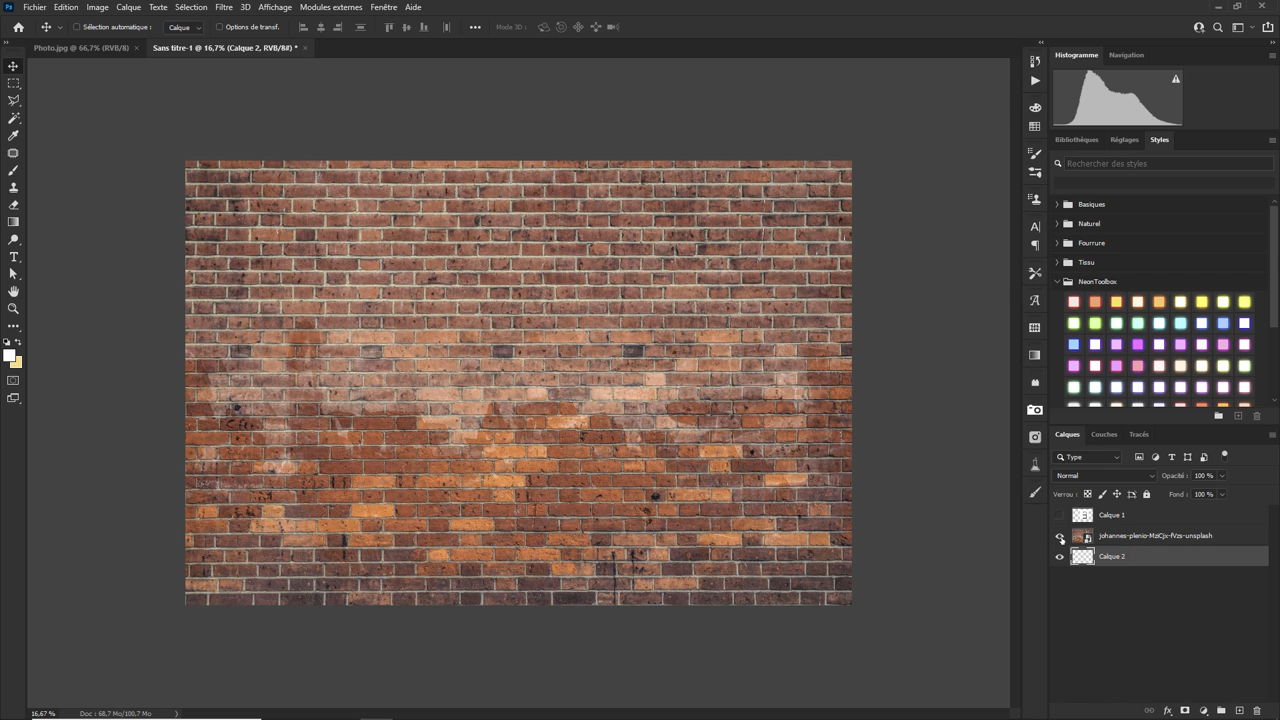 Ps Fichier Edition Image Calque Texte Sélection Filtre 3D Affichage Modules externes Fenêtre Aide
Sélection automatique : Calque Options de transf. Mode 3D :
Photo.jpg @ 66,7% (RVB/8) × Sans titre-1 @ 16,7% (Calque 2, RVB/8#) * ×
Histogramme Navigation
Bibliothèques Réglages Styles
Rechercher des styles
Basiques
Naturel
Fourrure
Tissu
NeonToolbox
Calques Couches Tracés
Type
Normal Opacité : 100 %
Verrou : Fond : 100 %
Calque 1
johannes-plenio-MziCjx-fVzs-unsplash
Calque 2
16,67 % Doc : 68,7 Mo/100,7 Mo